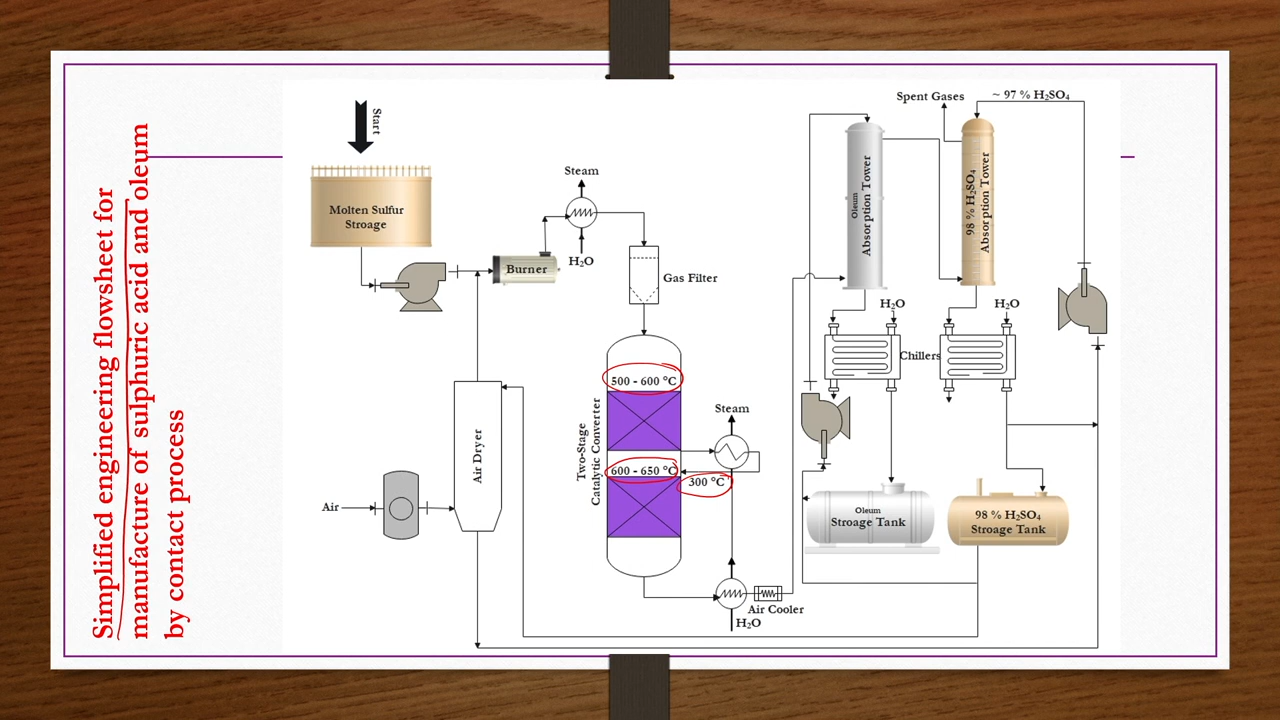 Simplified engineering flowsheet for
manufacture of sulphuric acid and oleum
by contact process
Start
Molten Sulfur
Stroage
Burner
Steam
H₂O
Gas Filter
Air
Air Dryer
Two-Stage
Catalytic Converter
500 - 600 °C
600 - 650 °C
300 °C
Steam
H₂O
Air Cooler
Oleum
Absorption Tower
Spent Gases
~ 97 % H₂SO₄
98 % H₂SO₄
Absorption Tower
H₂O
Chillers
H₂O
Oleum
Stroage Tank
98 % H₂SO₄
Stroage Tank